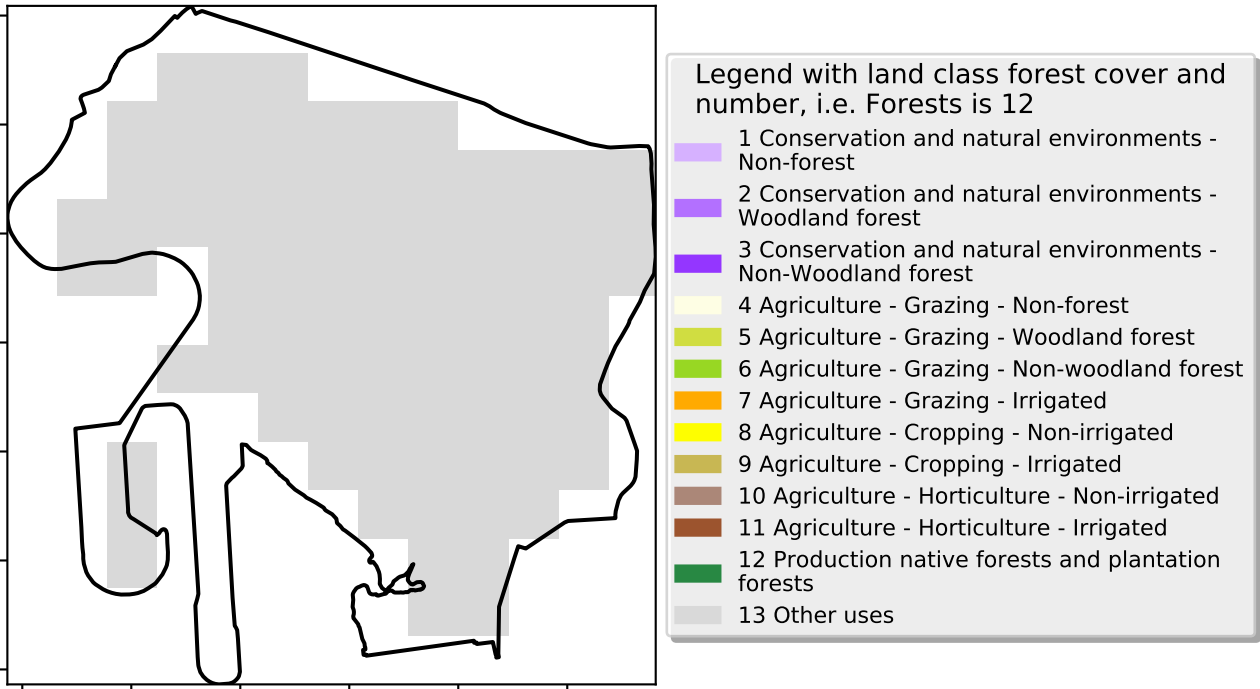 Legend with land class forest cover and
number, i.e. Forests is 12
1 Conservation and natural environments -
Non-forest
2 Conservation and natural environments -
Woodland forest
3 Conservation and natural environments -
Non-Woodland forest
4 Agriculture - Grazing - Non-forest
5 Agriculture - Grazing - Woodland forest
6 Agriculture - Grazing - Non-woodland forest
7 Agriculture - Grazing - Irrigated
8 Agriculture - Cropping - Non-irrigated
9 Agriculture - Cropping - Irrigated
10 Agriculture - Horticulture - Non-irrigated
11 Agriculture - Horticulture - Irrigated
12 Production native forests and plantation
forests
13 Other uses